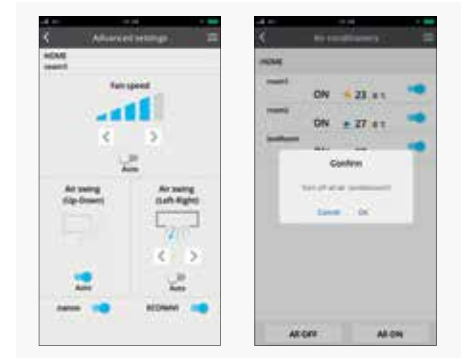 Advanced settings
HOME
room1
Fan speed
Auto
Air swing
(Up-Down)
Air swing
(Left-Right)
Auto
Auto
nanoe
ECONAVI
Air conditioners
HOME
room1
ON 23
room2
ON 27
bedroom
Confirm
Turn off all air conditioners?
Cancel OK
All OFF All ON